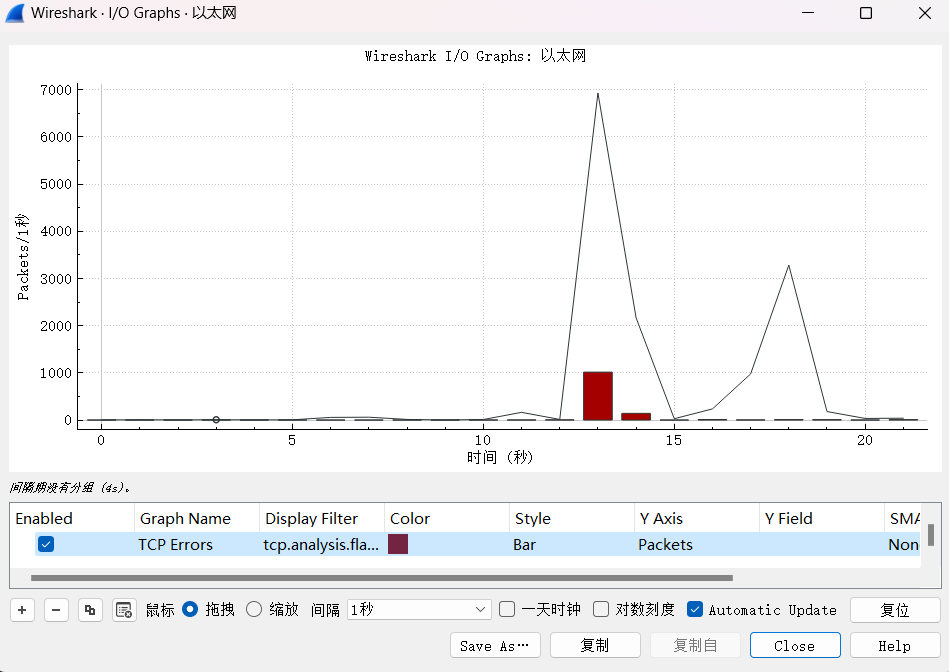 Wireshark · I/O Graphs · 以太网
Wireshark I/O Graphs: 以太网
7000
6000
5000
4000
3000
2000
1000
0
Packets/1秒
0 5 10 15 20
时间 (秒)
间隔期没有分组 (4s)。
Enabled Graph Name Display Filter Color Style Y Axis Y Field SMA
TCP Errors tcp.analysis.fla... Bar Packets Non
鼠标 拖拽 缩放 间隔 1秒 一天时钟 对数刻度 Automatic Update 复位
Save As… 复制 复制自 Close Help